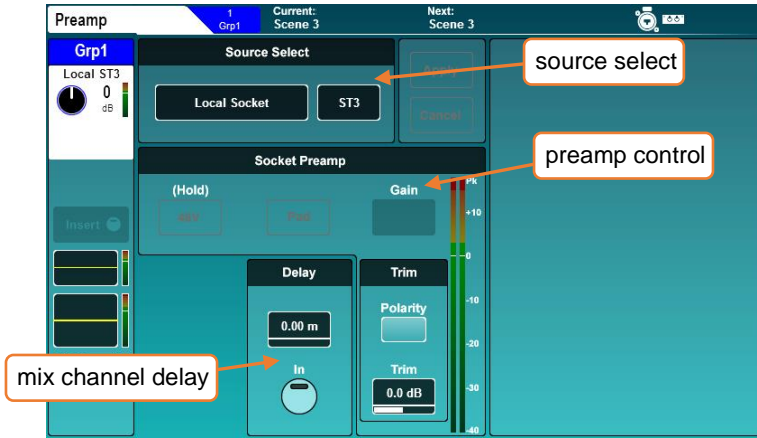 Preamp
1
Grp1
Current:
Scene 3
Next:
Scene 3
Grp1
Local ST3
0
dB
Insert
Source Select
Local Socket
ST3
Apply
Cancel
source select
Socket Preamp
preamp control
(Hold)
48V
Pad
Gain
Pk
+10
0
-10
-20
-30
-40
Delay
0.00 m
In
mix channel delay
Trim
Polarity
Trim
0.0 dB